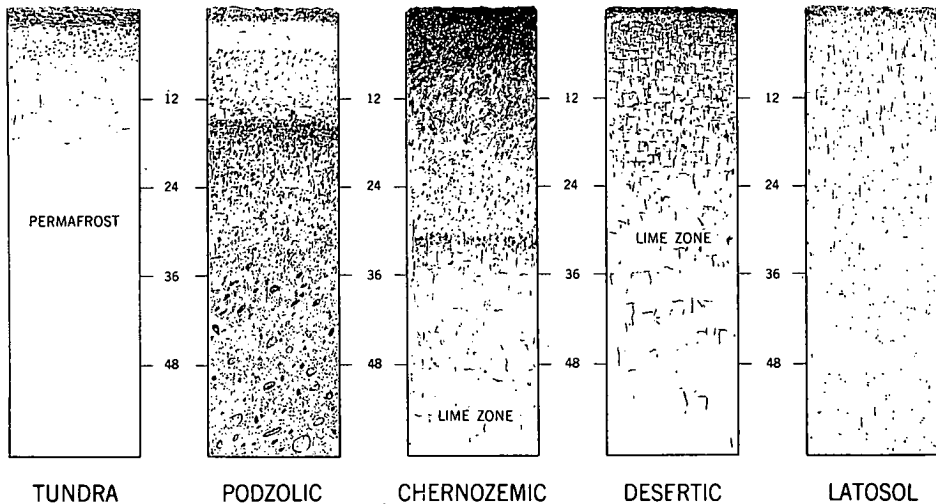 12 12 12 12
24 24 24 24
PERMAFROST LIME ZONE
36 36 36 36
48 48 48 48
LIME ZONE
TUNDRA PODZOLIC CHERNOZEMIC DESERTIC LATOSOL